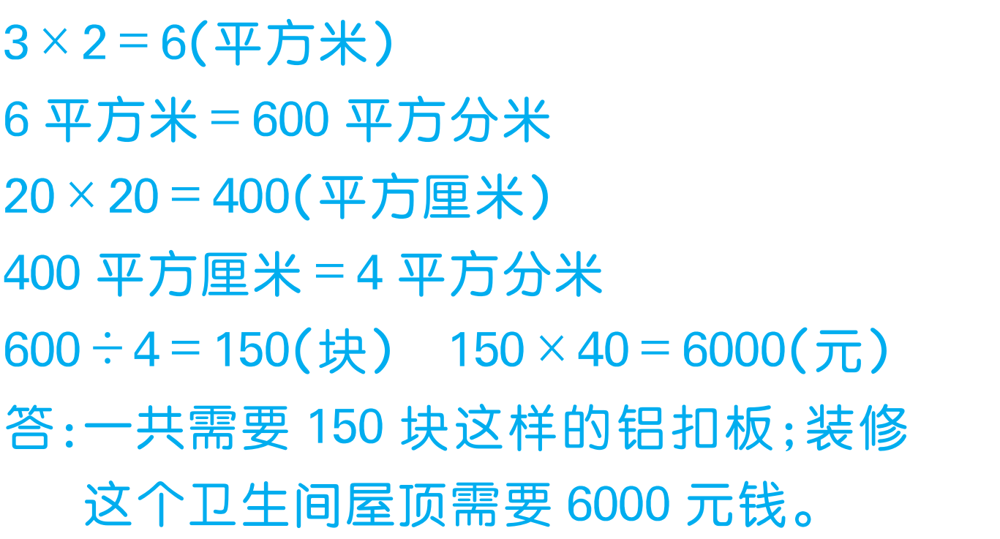 3×2=6(平方米)
6 平方米=600 平方分米
20×20=400(平方厘米)
400 平方厘米=4 平方分米
600÷4=150(块) 150×40=6000(元)
答:一共需要 150 块这样的铝扣板;装修
这个卫生间屋顶需要 6000 元钱。